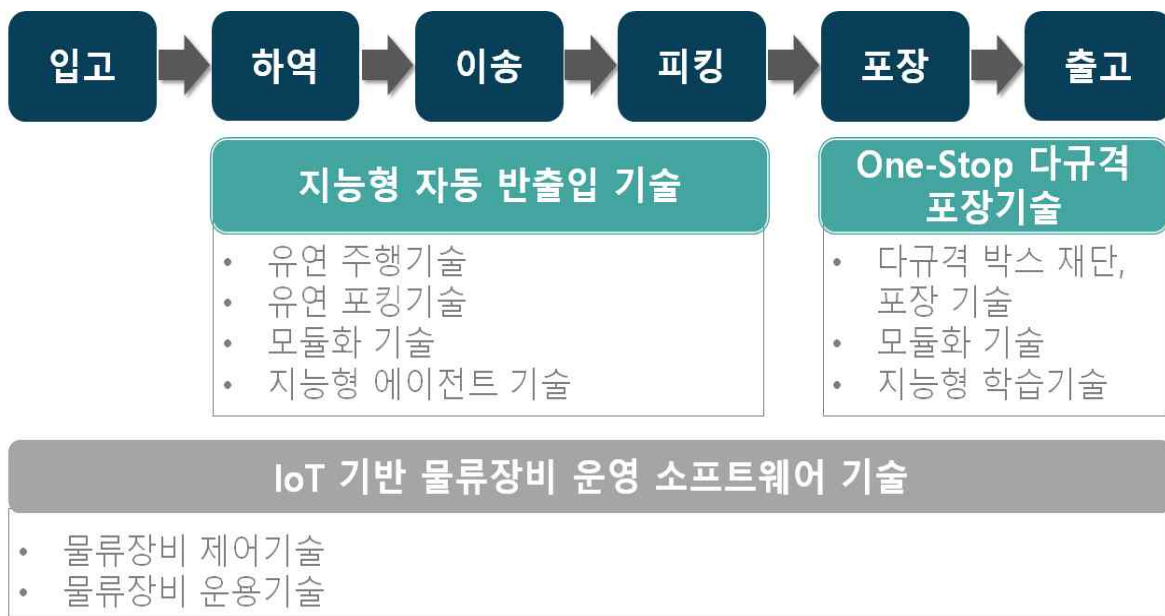 입고
하역
이송
피킹
포장
출고
지능형 자동 반출입 기술
• 유연 주행기술
• 유연 포킹기술
• 모듈화 기술
• 지능형 에이전트 기술
One-Stop 다규격
포장기술
• 다규격 박스 재단,
포장 기술
• 모듈화 기술
• 지능형 학습기술
IoT 기반 물류장비 운영 소프트웨어 기술
• 물류장비 제어기술
• 물류장비 운용기술